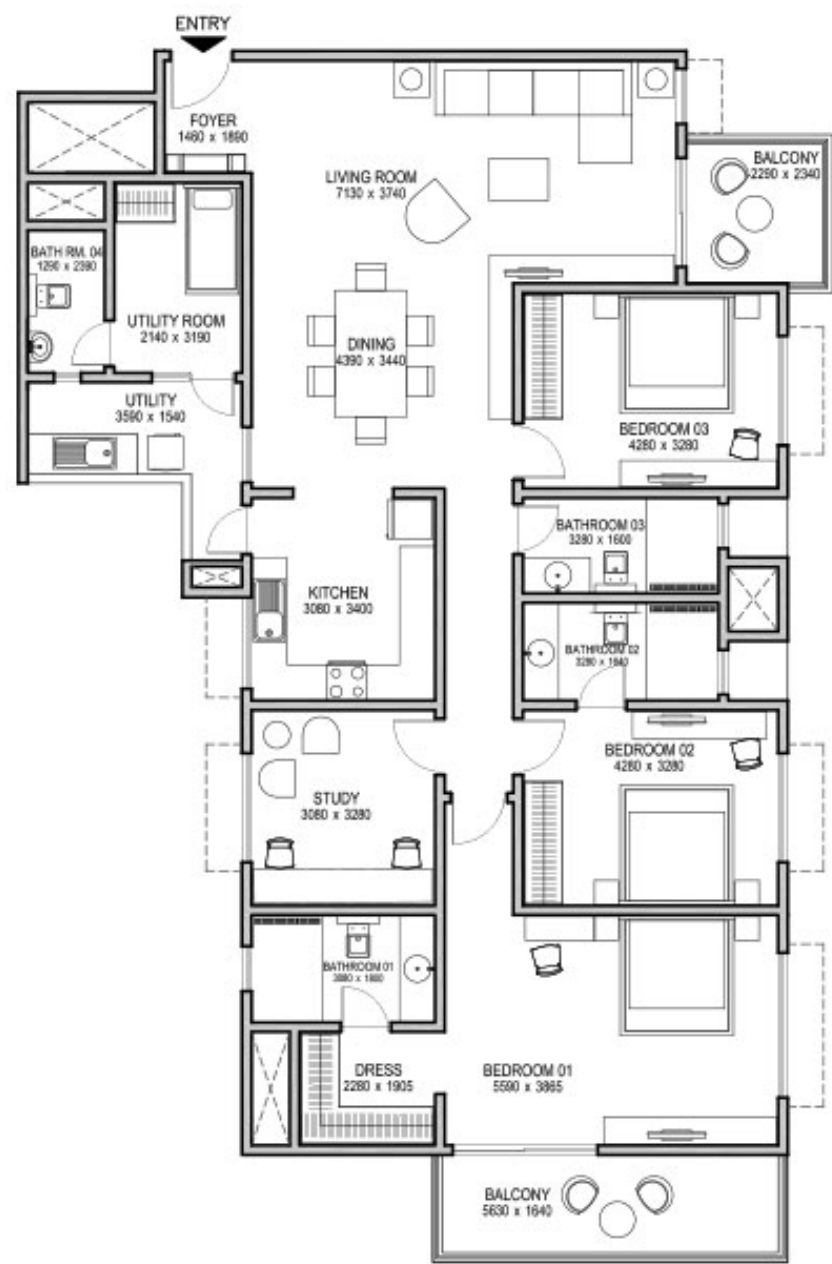 ENTRY
FOYER
1460 x 1890
LIVING ROOM
7130 x 3740
BALCONY
2290 x 2340
BATH RM. 04
1290 x 2390
UTILITY ROOM
2140 x 3190
DINING
4390 x 3440
UTILITY
3590 x 1540
BEDROOM 03
4280 x 3280
BATHROOM 03
3280 x 1600
KITCHEN
3080 x 3400
BATHROOM 02
3280 x 1640
BEDROOM 02
4280 x 3280
STUDY
3080 x 3280
BATHROOM 01
3080 x 1800
DRESS
2280 x 1905
BEDROOM 01
5590 x 3865
BALCONY
5630 x 1640